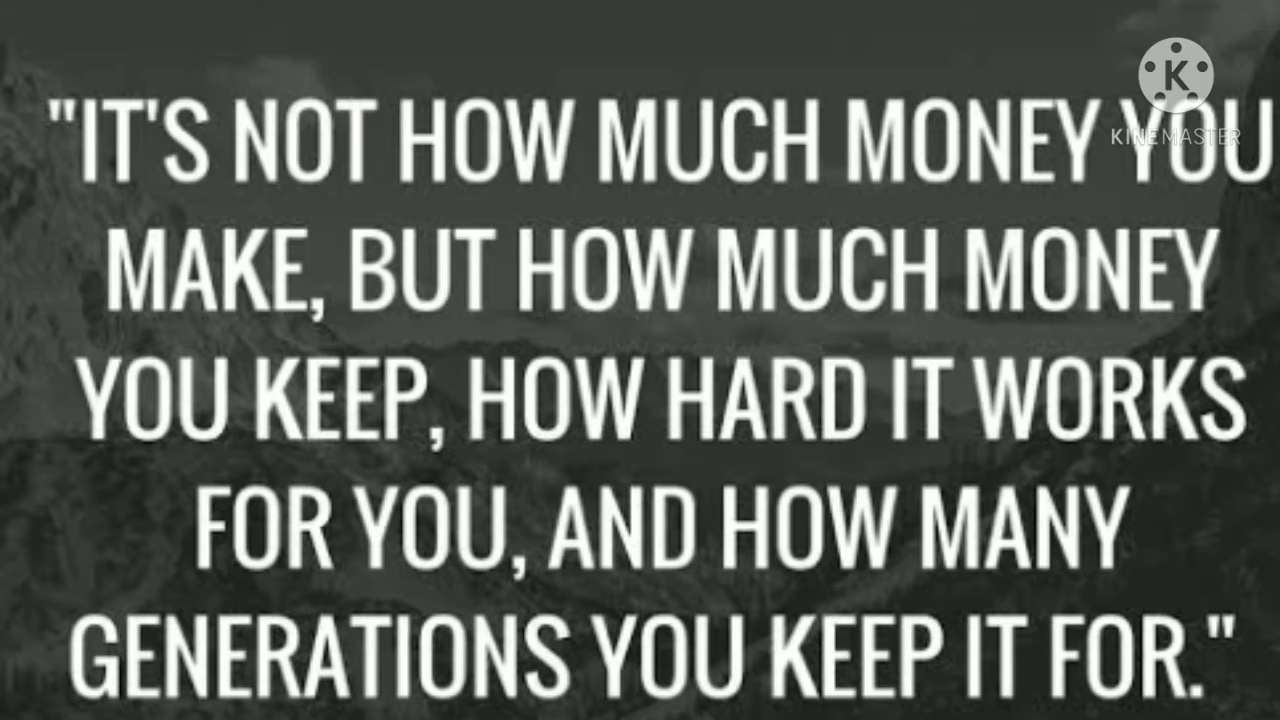 "IT'S NOT HOW MUCH MONEY YOU
MAKE, BUT HOW MUCH MONEY
YOU KEEP, HOW HARD IT WORKS
FOR YOU, AND HOW MANY
GENERATIONS YOU KEEP IT FOR."
K
KINEMASTER